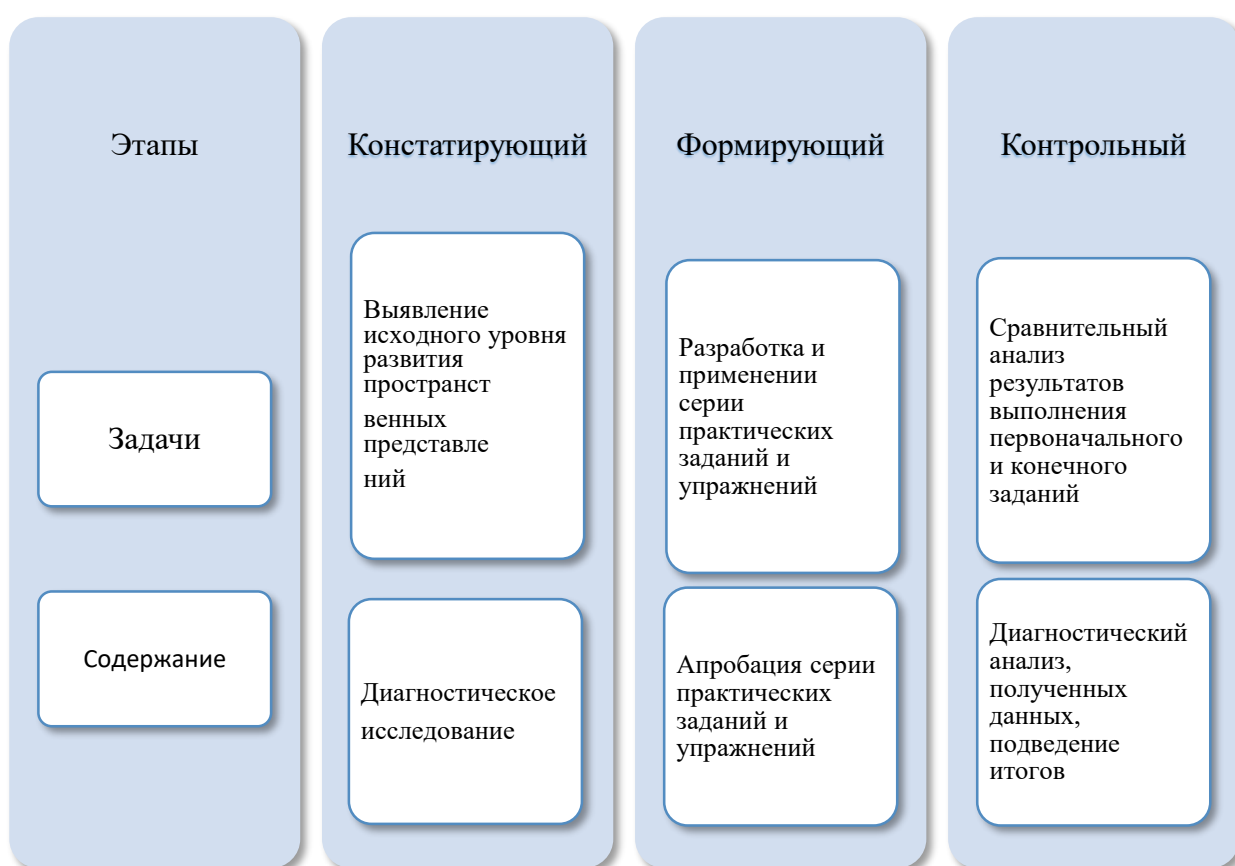 Этапы
Задачи
Содержание
Констатирующий
Выявление
исходного уровня
развития
пространст
венных
представле
ний
Диагностическое
исследование
Формирующий
Разработка и
применении
серии
практических
заданий и
упражнений
Апробация серии
практических
заданий и
упражнений
Контрольный
Сравнительный
анализ
результатов
выполнения
первоначального
и конечного
заданий
Диагностический
анализ,
полученных
данных,
подведение
итогов